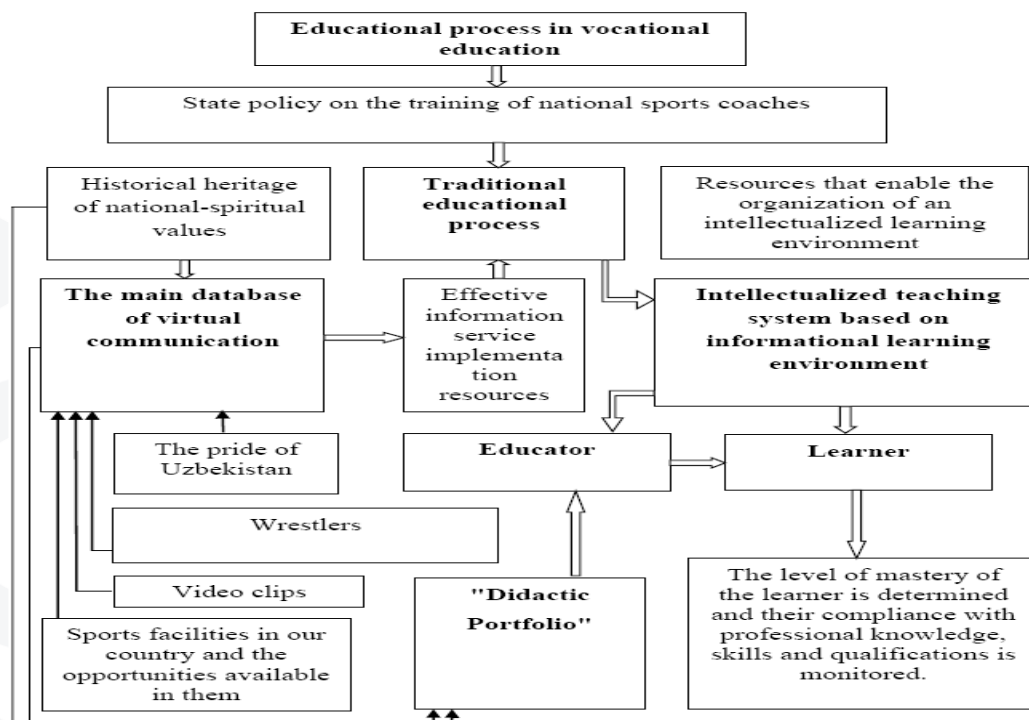 Educational process in vocational
education
State policy on the training of national sports coaches
Historical heritage
of national-spiritual
values
Traditional
educational
process
Resources that enable the
organization of an
intellectualized learning
environment
The main database
of virtual
communication
Effective
information
service
implementa
tion
resources
Intellectualized teaching
system based on
informational learning
environment
The pride of
Uzbekistan
Educator
Learner
Wrestlers
Video clips
Sports facilities in our
country and the
opportunities available
in them
"Didactic
Portfolio"
The level of mastery of
the learner is determined
and their compliance with
professional knowledge,
skills and qualifications is
monitored.